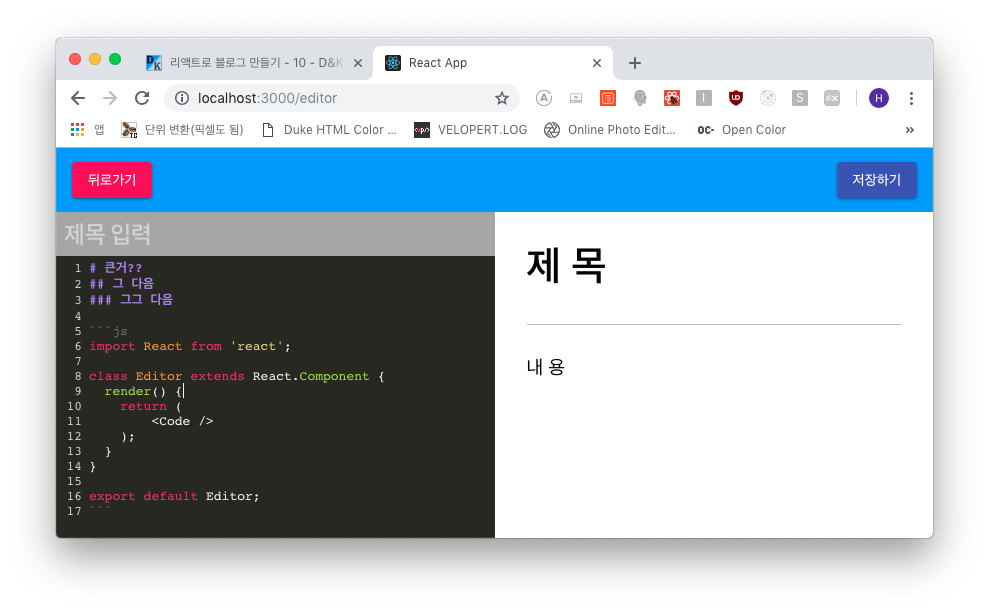 리액트로 블로그 만들기 - 10 - D&K
React App
localhost:3000/editor
앱
단위 변환(픽셀도 됨)
Duke HTML Color ...
VELOPERT.LOG
Online Photo Edit...
OC- Open Color
»
뒤로가기
저장하기
제목 입력
1 # 큰거??
2 ## 그 다음
3 ### 그그 다음
4
5 ```js
6 import React from 'react';
7
8 class Editor extends React.Component {
9   render() {
10     return (
11         <Code />
12     );
13   }
14 }
15
16 export default Editor;
17 ```
제 목
내 용